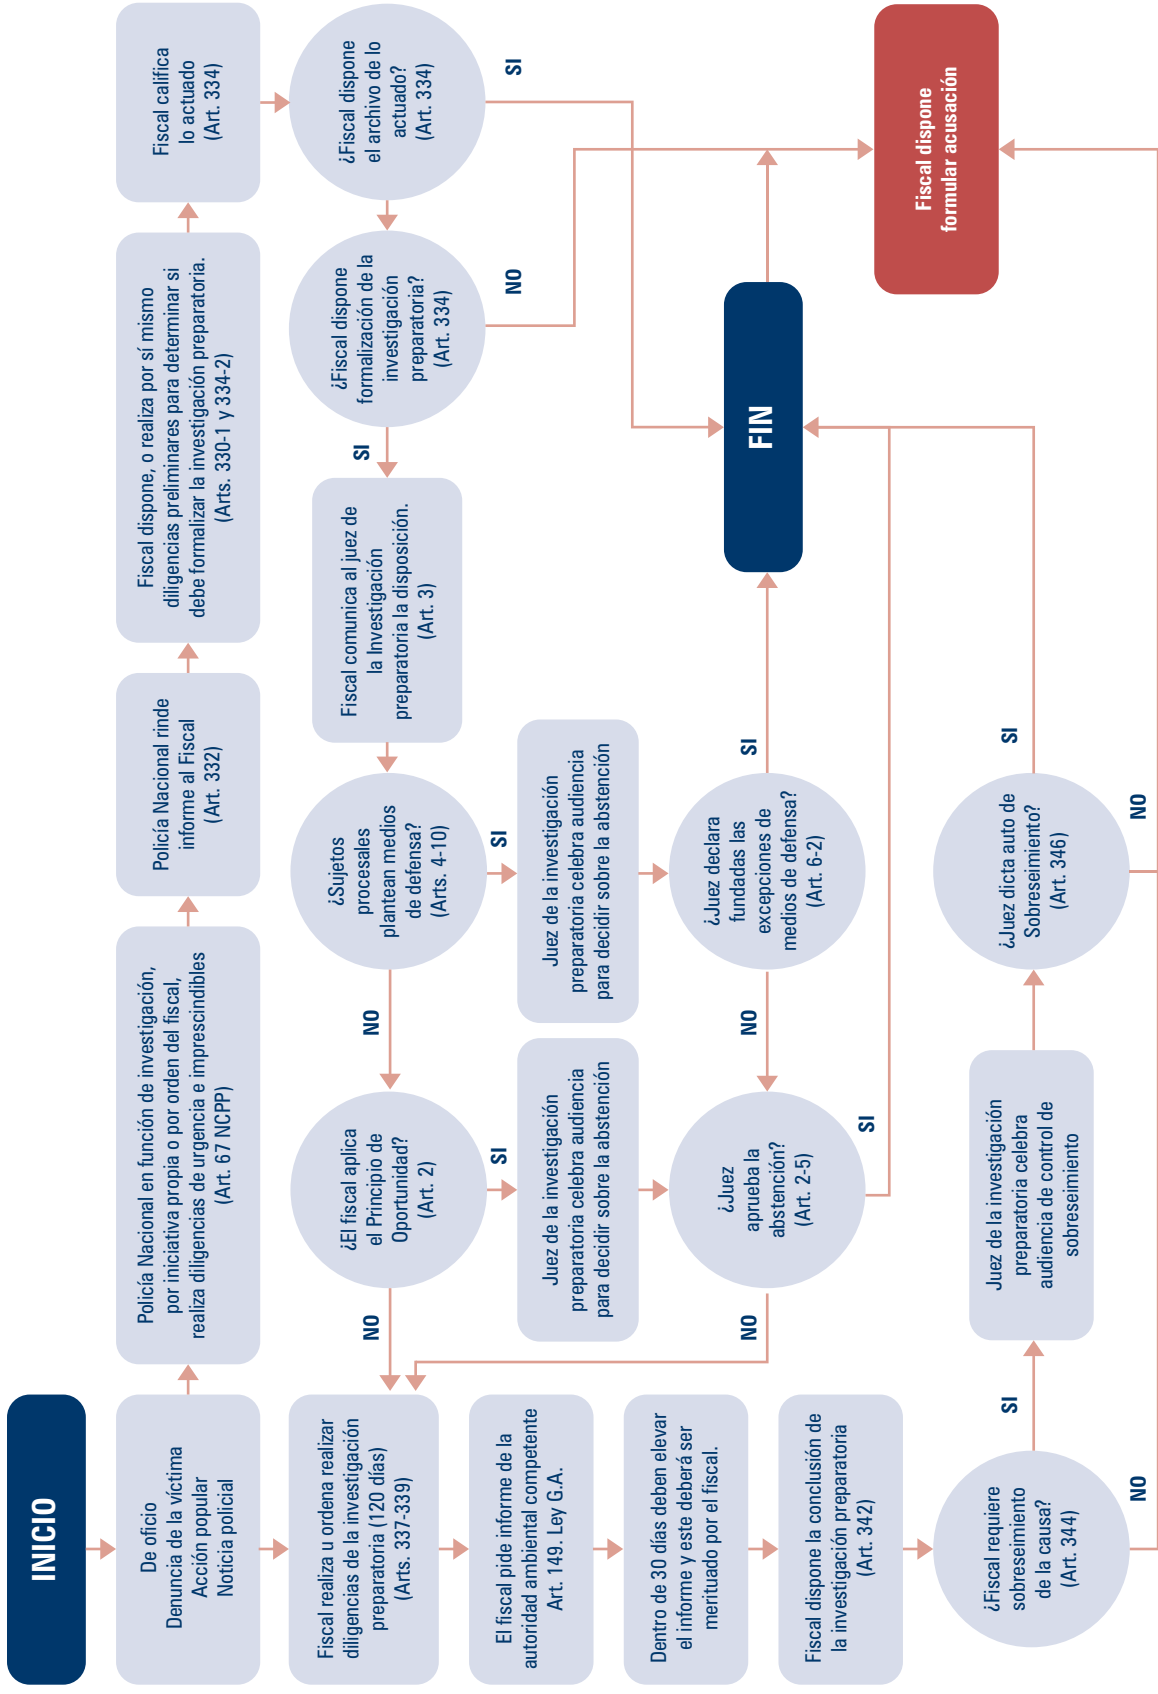 INICIO
De oficio
Denuncia de la víctima
Acción popular
Noticia policial
Policía Nacional en función de investigación,
por iniciativa propia o por orden del fiscal,
realiza diligencias de urgencia e imprescindibles
(Art. 67 NCPP)
Policía Nacional rinde
informe al Fiscal
(Art. 332)
Fiscal dispone, o realiza por sí mismo
diligencias preliminares para determinar si
debe formalizar la investigación preparatoria.
(Arts. 330-1 y 334-2)
Fiscal califica
lo actuado
(Art. 334)
¿Fiscal dispone
el archivo de lo
actuado?
(Art. 334)
SI
¿Fiscal dispone
formalización de la
investigación
preparatoria?
(Art. 334)
NO
SI
Fiscal comunica al juez de
la Investigación
preparatoria la disposición.
(Art. 3)
¿Sujetos
procesales
plantean medios
de defensa?
(Arts. 4-10)
SI
NO
¿El fiscal aplica
el Principio de
Oportunidad?
(Art. 2)
SI
NO
Fiscal realiza u ordena realizar
diligencias de la investigación
preparatoria (120 días)
(Arts. 337-339)
Juez de la investigación
preparatoria celebra audiencia
para decidir sobre la abstención
Juez de la investigación
preparatoria celebra audiencia
para decidir sobre la abstención
El fiscal pide informe de la
autoridad ambiental competente
Art. 149. Ley G.A.
¿Juez declara
fundadas las
excepciones de
medios de defensa?
(Art. 6-2)
SI
NO
¿Juez
aprueba la
abstención?
(Art. 2-5)
SI
NO
Dentro de 30 días deben elevar
el informe y este deberá ser
merituado por el fiscal.
FIN
Fiscal dispone la conclusión de
la investigación preparatoria
(Art. 342)
¿Fiscal requiere
sobreseimiento
de la causa?
(Art. 344)
SI
NO
Juez de la investigación
preparatoria celebra
audiencia de control de
sobreseimiento
¿Juez dicta auto de
Sobreseimiento?
(Art. 346)
SI
NO
Fiscal dispone
formular acusación